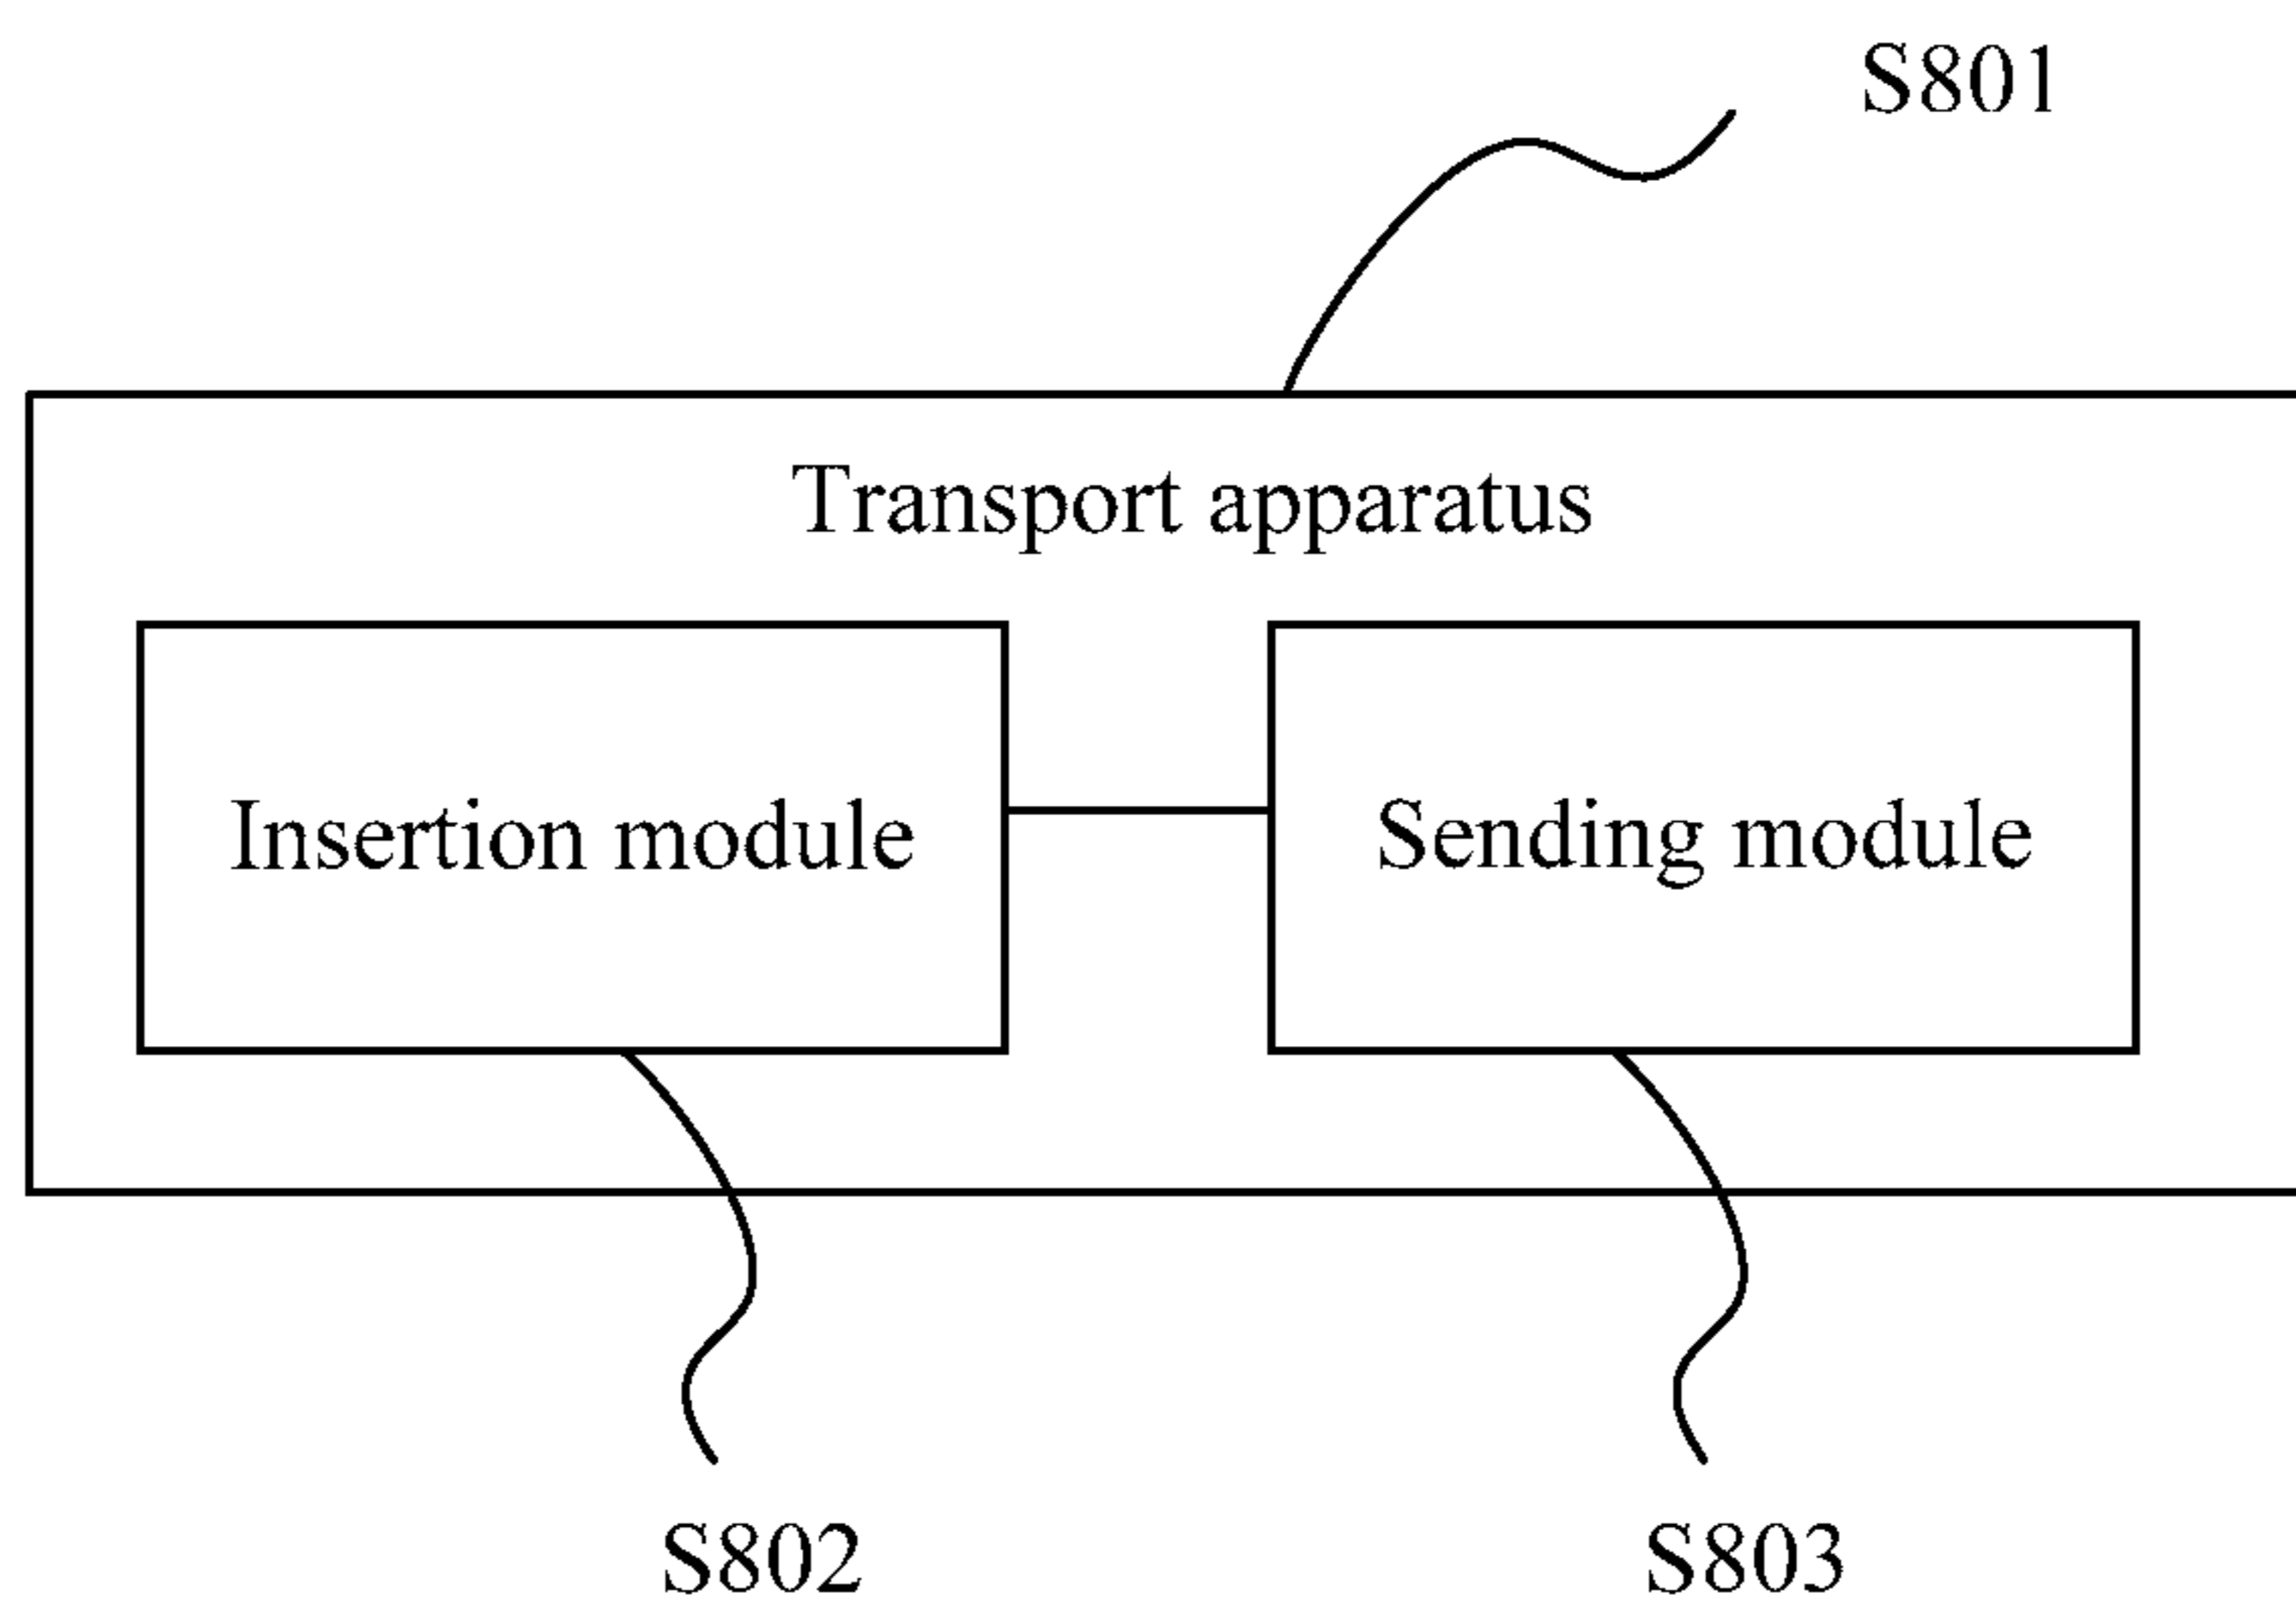 S801
Transport apparatus
Insertion module
Sending module
S802
S803